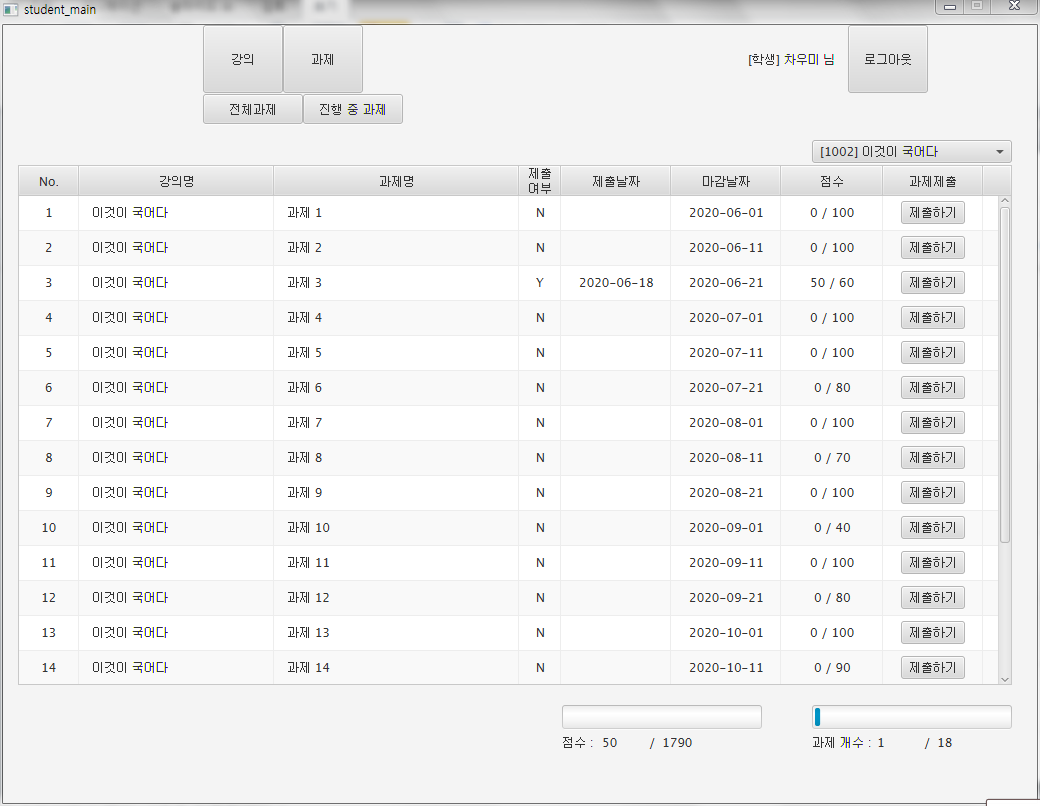 student_main
강의 과제 [학생] 차우미 님 로그아웃
전체과제 진행 중 과제
[1002] 이것이 국어다
No. 강의명 과제명 제출 여부 제출날짜 마감날짜 점수 과제제출
1 이것이 국어다 과제 1 N 2020-06-01 0 / 100 제출하기
2 이것이 국어다 과제 2 N 2020-06-11 0 / 100 제출하기
3 이것이 국어다 과제 3 Y 2020-06-18 2020-06-21 50 / 60 제출하기
4 이것이 국어다 과제 4 N 2020-07-01 0 / 100 제출하기
5 이것이 국어다 과제 5 N 2020-07-11 0 / 100 제출하기
6 이것이 국어다 과제 6 N 2020-07-21 0 / 80 제출하기
7 이것이 국어다 과제 7 N 2020-08-01 0 / 100 제출하기
8 이것이 국어다 과제 8 N 2020-08-11 0 / 70 제출하기
9 이것이 국어다 과제 9 N 2020-08-21 0 / 100 제출하기
10 이것이 국어다 과제 10 N 2020-09-01 0 / 40 제출하기
11 이것이 국어다 과제 11 N 2020-09-11 0 / 100 제출하기
12 이것이 국어다 과제 12 N 2020-09-21 0 / 80 제출하기
13 이것이 국어다 과제 13 N 2020-10-01 0 / 100 제출하기
14 이것이 국어다 과제 14 N 2020-10-11 0 / 90 제출하기
점수 : 50 / 1790 과제 개수 : 1 / 18